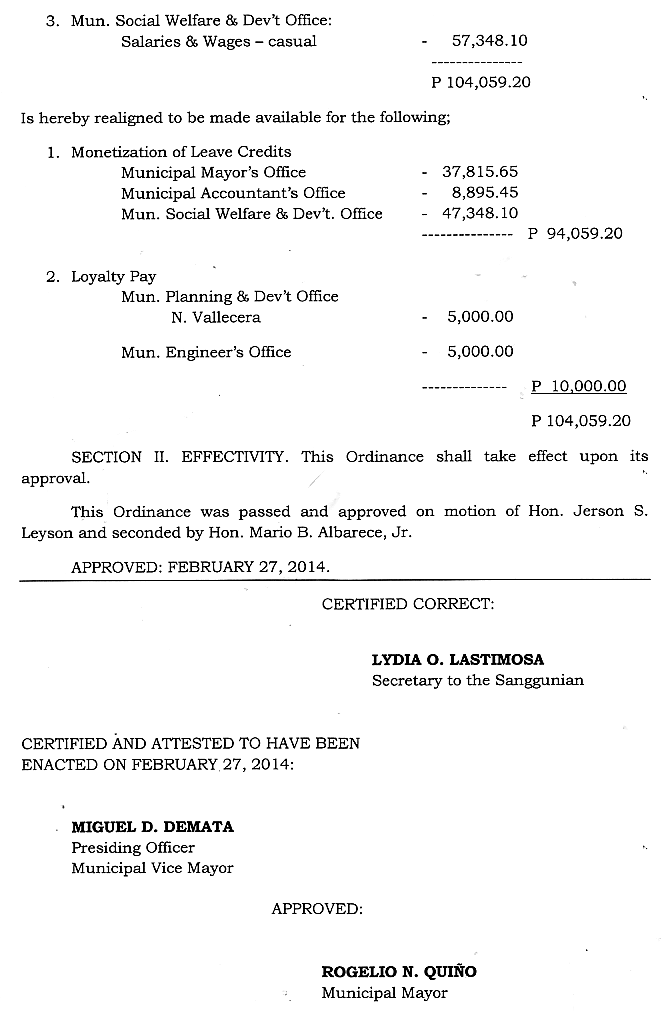 3. Mun. Social Welfare & Dev't Office:
Salaries & Wages – casual - 57,348.10
---------------
P 104,059.20
Is hereby realigned to be made available for the following;
1. Monetization of Leave Credits
Municipal Mayor's Office - 37,815.65
Municipal Accountant's Office - 8,895.45
Mun. Social Welfare & Dev't. Office - 47,348.10
--------------- P 94,059.20
2. Loyalty Pay
Mun. Planning & Dev't Office
N. Vallecera - 5,000.00
Mun. Engineer's Office - 5,000.00
-------------- P 10,000.00
P 104,059.20
SECTION II. EFFECTIVITY. This Ordinance shall take effect upon its
approval.
This Ordinance was passed and approved on motion of Hon. Jerson S.
Leyson and seconded by Hon. Mario B. Albarece, Jr.
APPROVED: FEBRUARY 27, 2014.
CERTIFIED CORRECT:
LYDIA O. LASTIMOSA
Secretary to the Sanggunian
CERTIFIED AND ATTESTED TO HAVE BEEN
ENACTED ON FEBRUARY 27, 2014:
MIGUEL D. DEMATA
Presiding Officer
Municipal Vice Mayor
APPROVED:
ROGELIO N. QUIÑO
Municipal Mayor